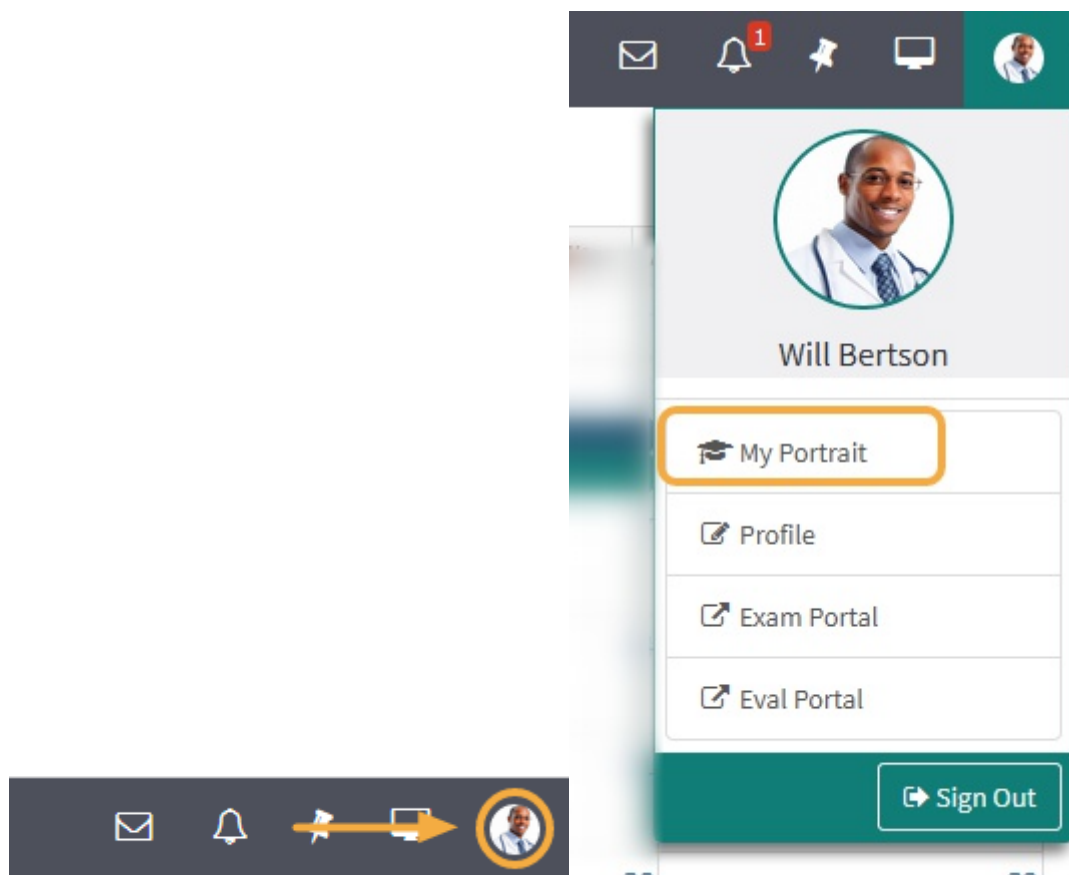 1
Will Bertson
My Portrait
Profile
Exam Portal
Eval Portal
Sign Out